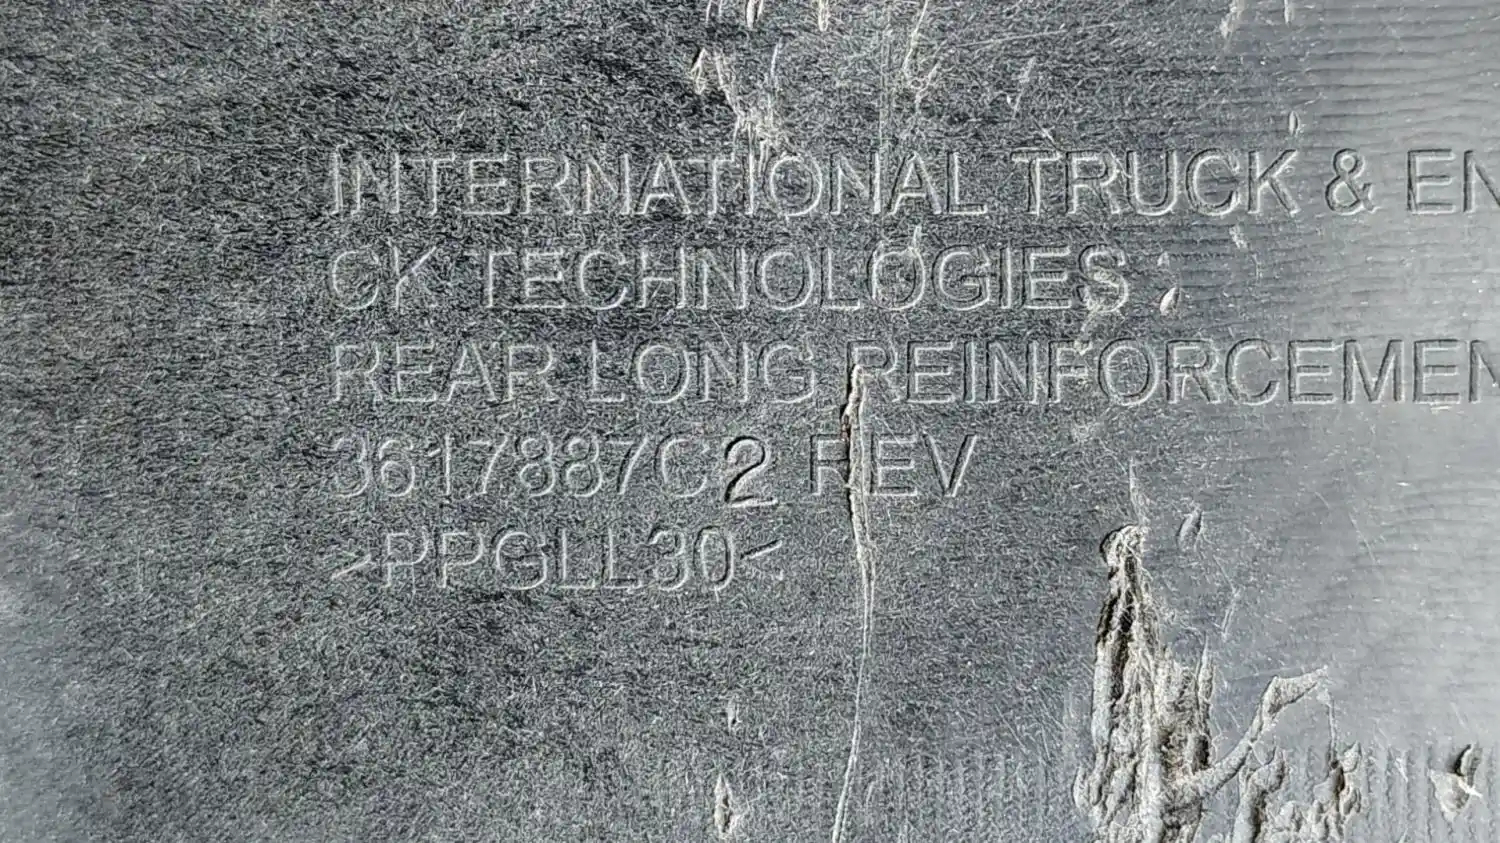 INTERNATIONAL TRUCK & EN
CK TECHNOLOGIES
REAR LONG REINFORCEMEN
3617887C2 REV
>PPGLL30<